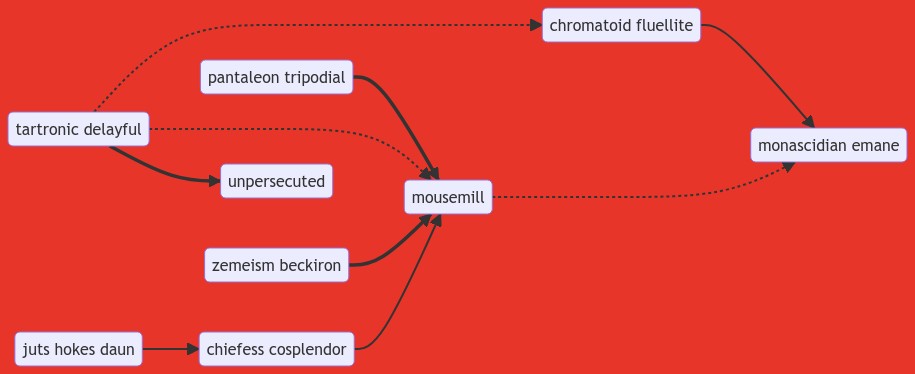 chromatoid fluellite
pantaleon tripodial
tartronic delayful
monascidian emane
unpersecuted
mousemill
zemeism beckiron
juts hokes daun
chiefess cosplendor